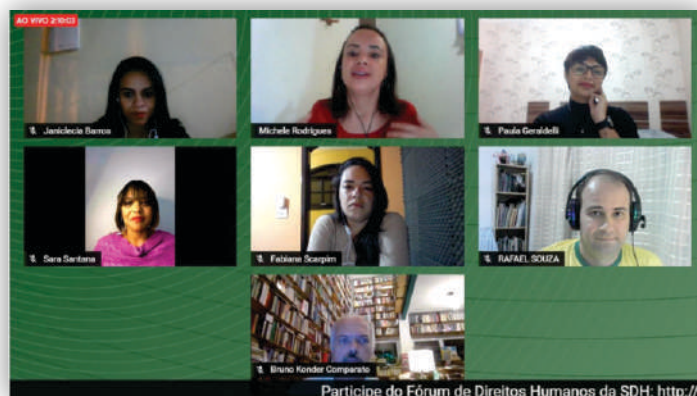 AO VIVO 2:10:03
Janiclecia Barros
Michele Rodrigues
Paula Geraldelli
Sara Santana
Fabiane Scarpim
RAFAEL SOUZA
Bruno Konder Comparato
Participe do Fórum de Direitos Humanos da SDH: http://